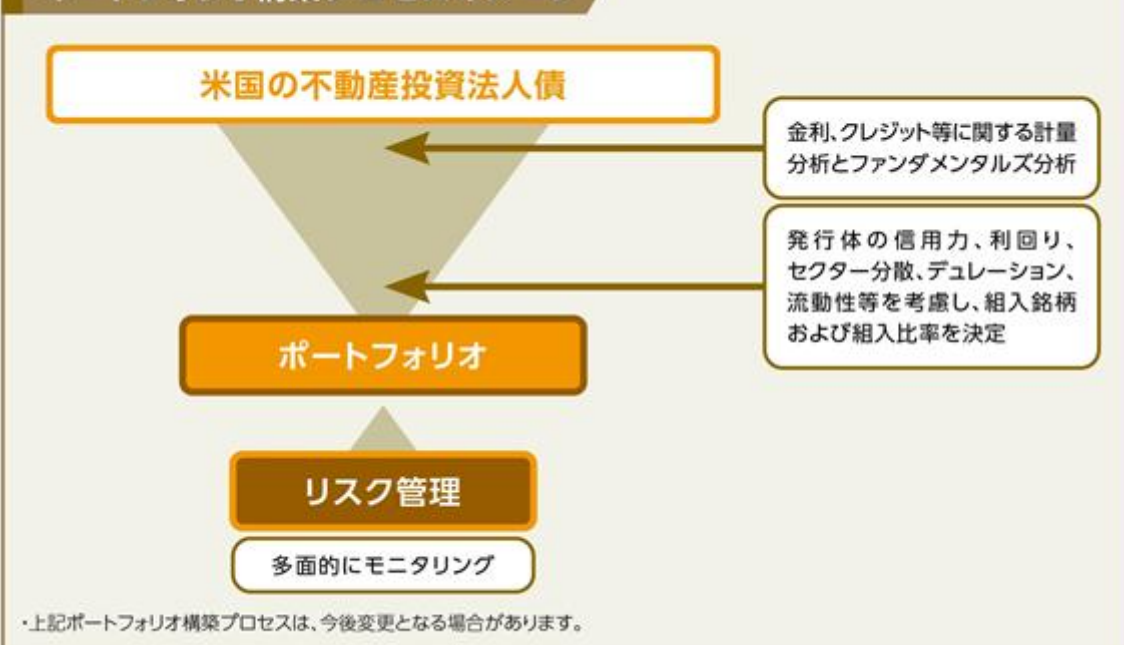 米国の不動産投資法人債
金利、クレジット等に関する計量
分析とファンダメンタルズ分析
発行体の信用力、利回り、
セクター分散、デュレーション、
流動性等を考慮し、組入銘柄
および組入比率を決定
ポートフォリオ
リスク管理
多面的にモニタリング
・上記ポートフォリオ構築プロセスは、今後変更となる場合があります。